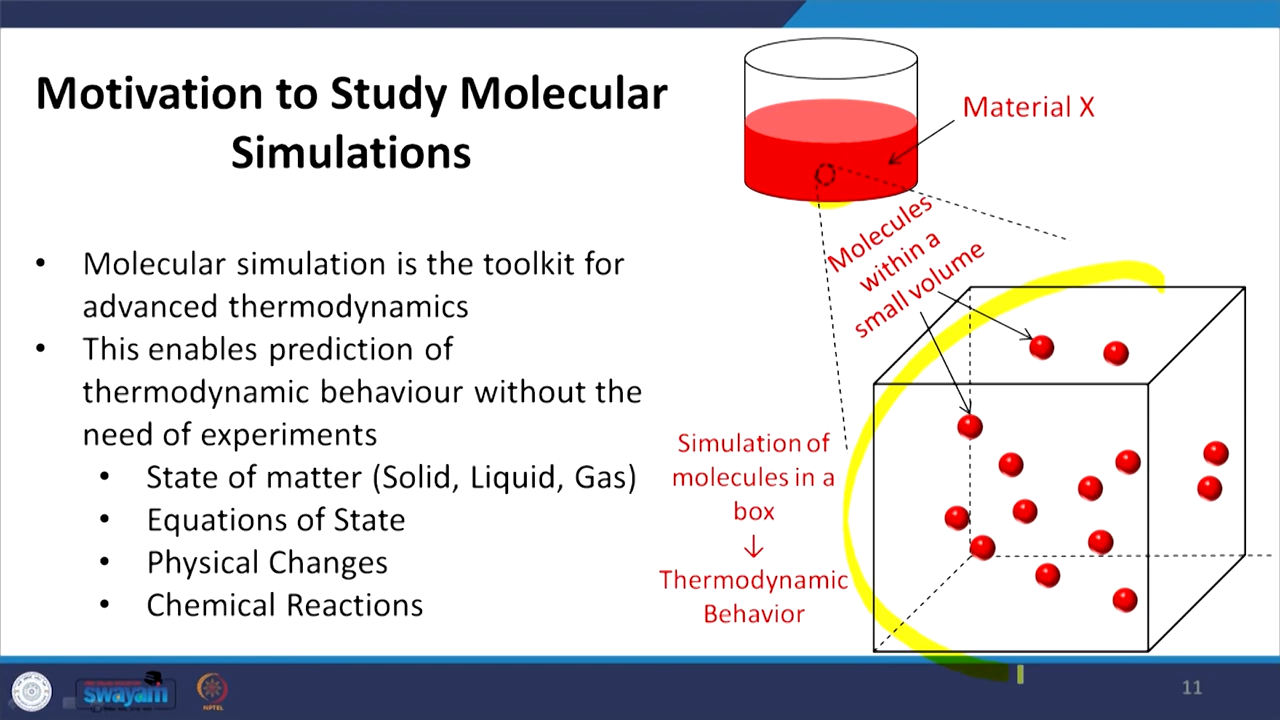 Motivation to Study Molecular
Simulations
• Molecular simulation is the toolkit for
advanced thermodynamics
• This enables prediction of
thermodynamic behaviour without the
need of experiments
• State of matter (Solid, Liquid, Gas)
• Equations of State
• Physical Changes
• Chemical Reactions
Material X
Molecules
within a
small volume
Simulation of
molecules in a
box
↓
Thermodynamic
Behavior
swayam
NPTEL
11